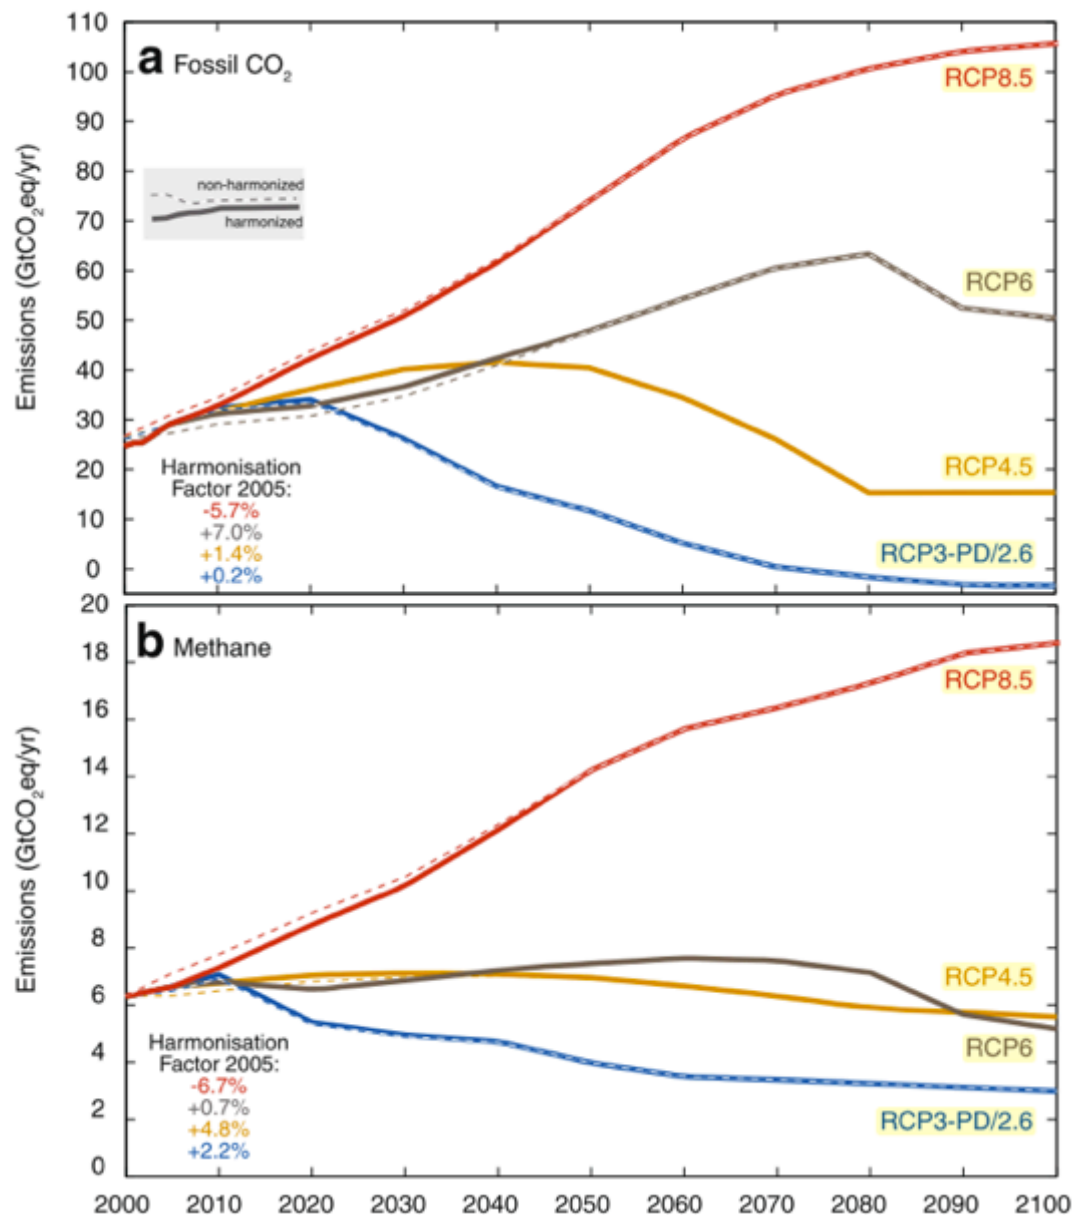 a Fossil CO₂
Emissions (GtCO₂eq/yr)
110
100
90
80
70
60
50
40
30
20
10
0
non-harmonized
harmonized
RCP8.5
RCP6
RCP4.5
RCP3-PD/2.6
Harmonisation
Factor 2005:
-5.7%
+7.0%
+1.4%
+0.2%
b Methane
Emissions (GtCO₂eq/yr)
20
18
16
14
12
10
8
6
4
2
0
RCP8.5
RCP4.5
RCP6
RCP3-PD/2.6
Harmonisation
Factor 2005:
-6.7%
+0.7%
+4.8%
+2.2%
2000 2010 2020 2030 2040 2050 2060 2070 2080 2090 2100